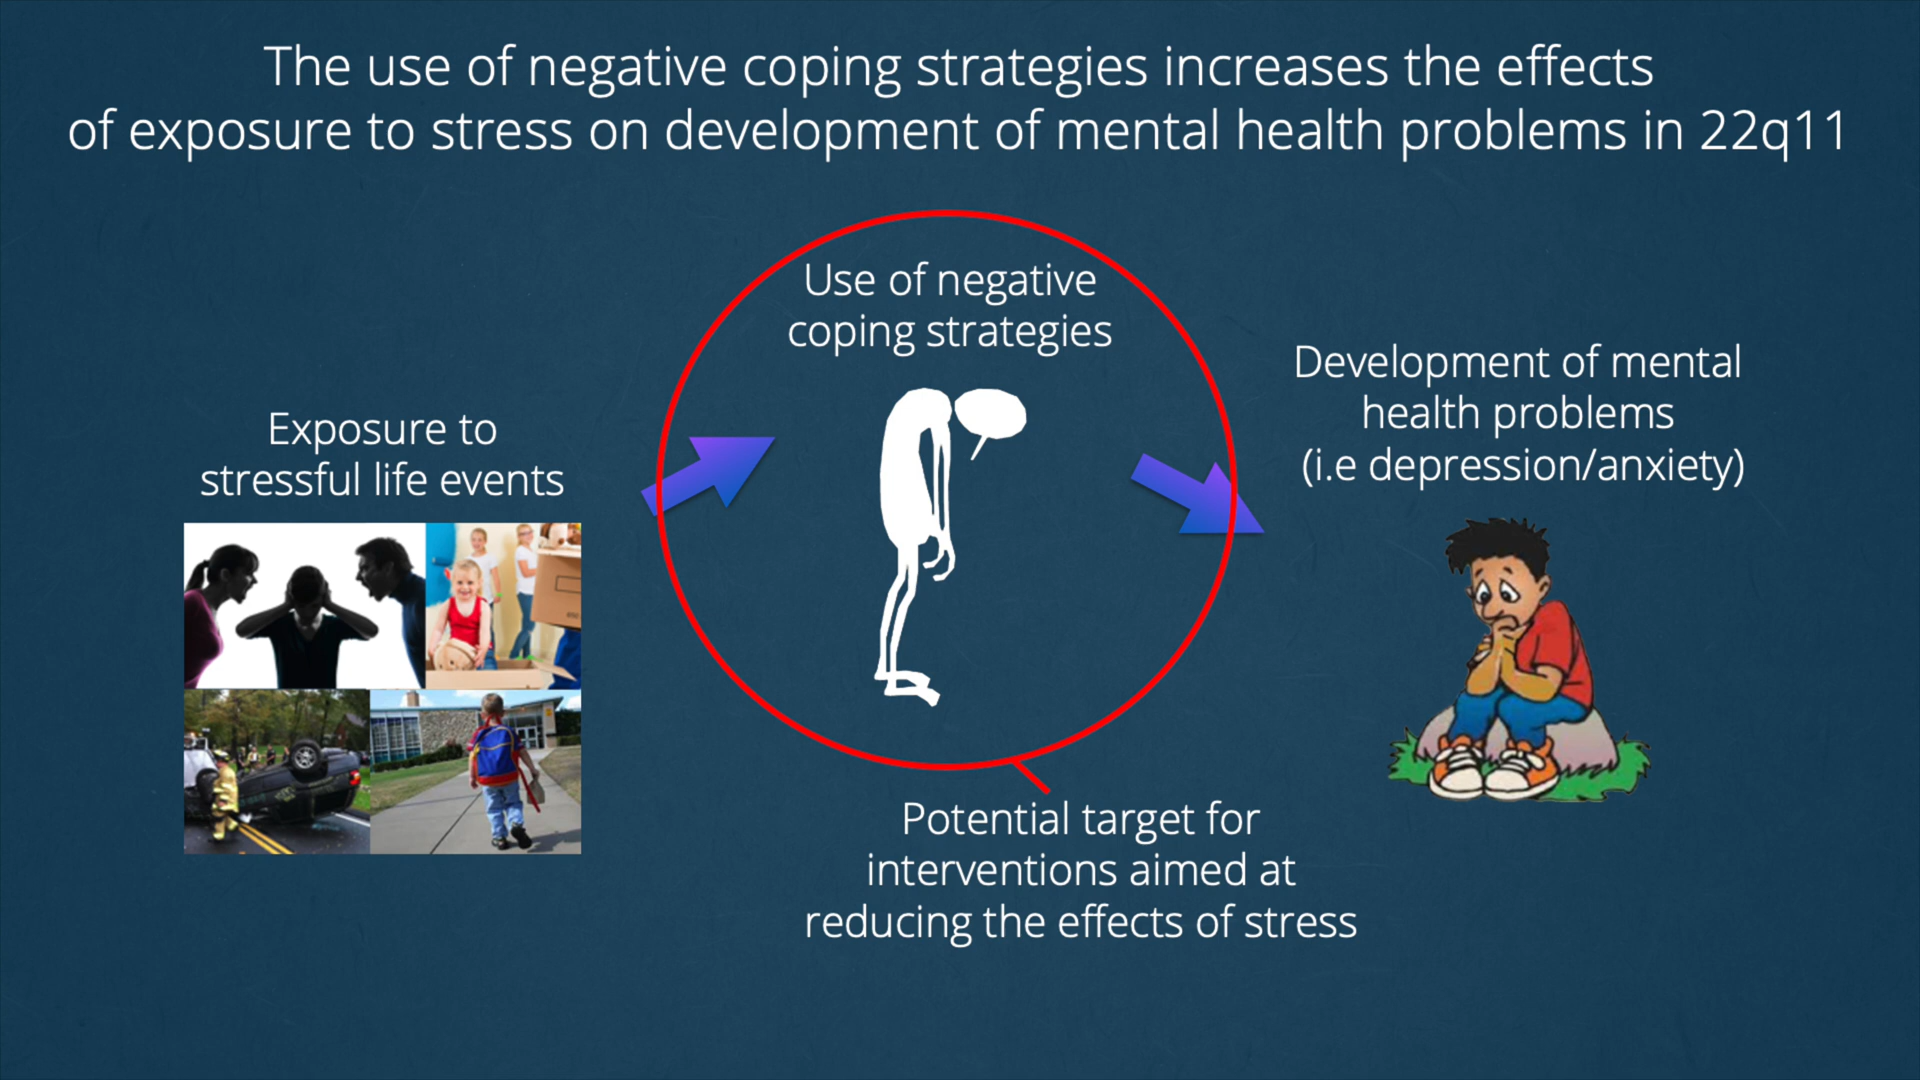 The use of negative coping strategies increases the effects
of exposure to stress on development of mental health problems in 22q11
Use of negative
coping strategies
Development of mental
health problems
(i.e depression/anxiety)
Exposure to
stressful life events
Potential target for
interventions aimed at
reducing the effects of stress